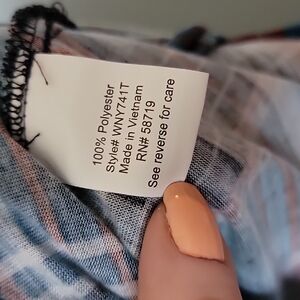 100% Polyester
Style# WNY741T
Made in Vietnam
RN# 58719
See reverse for care